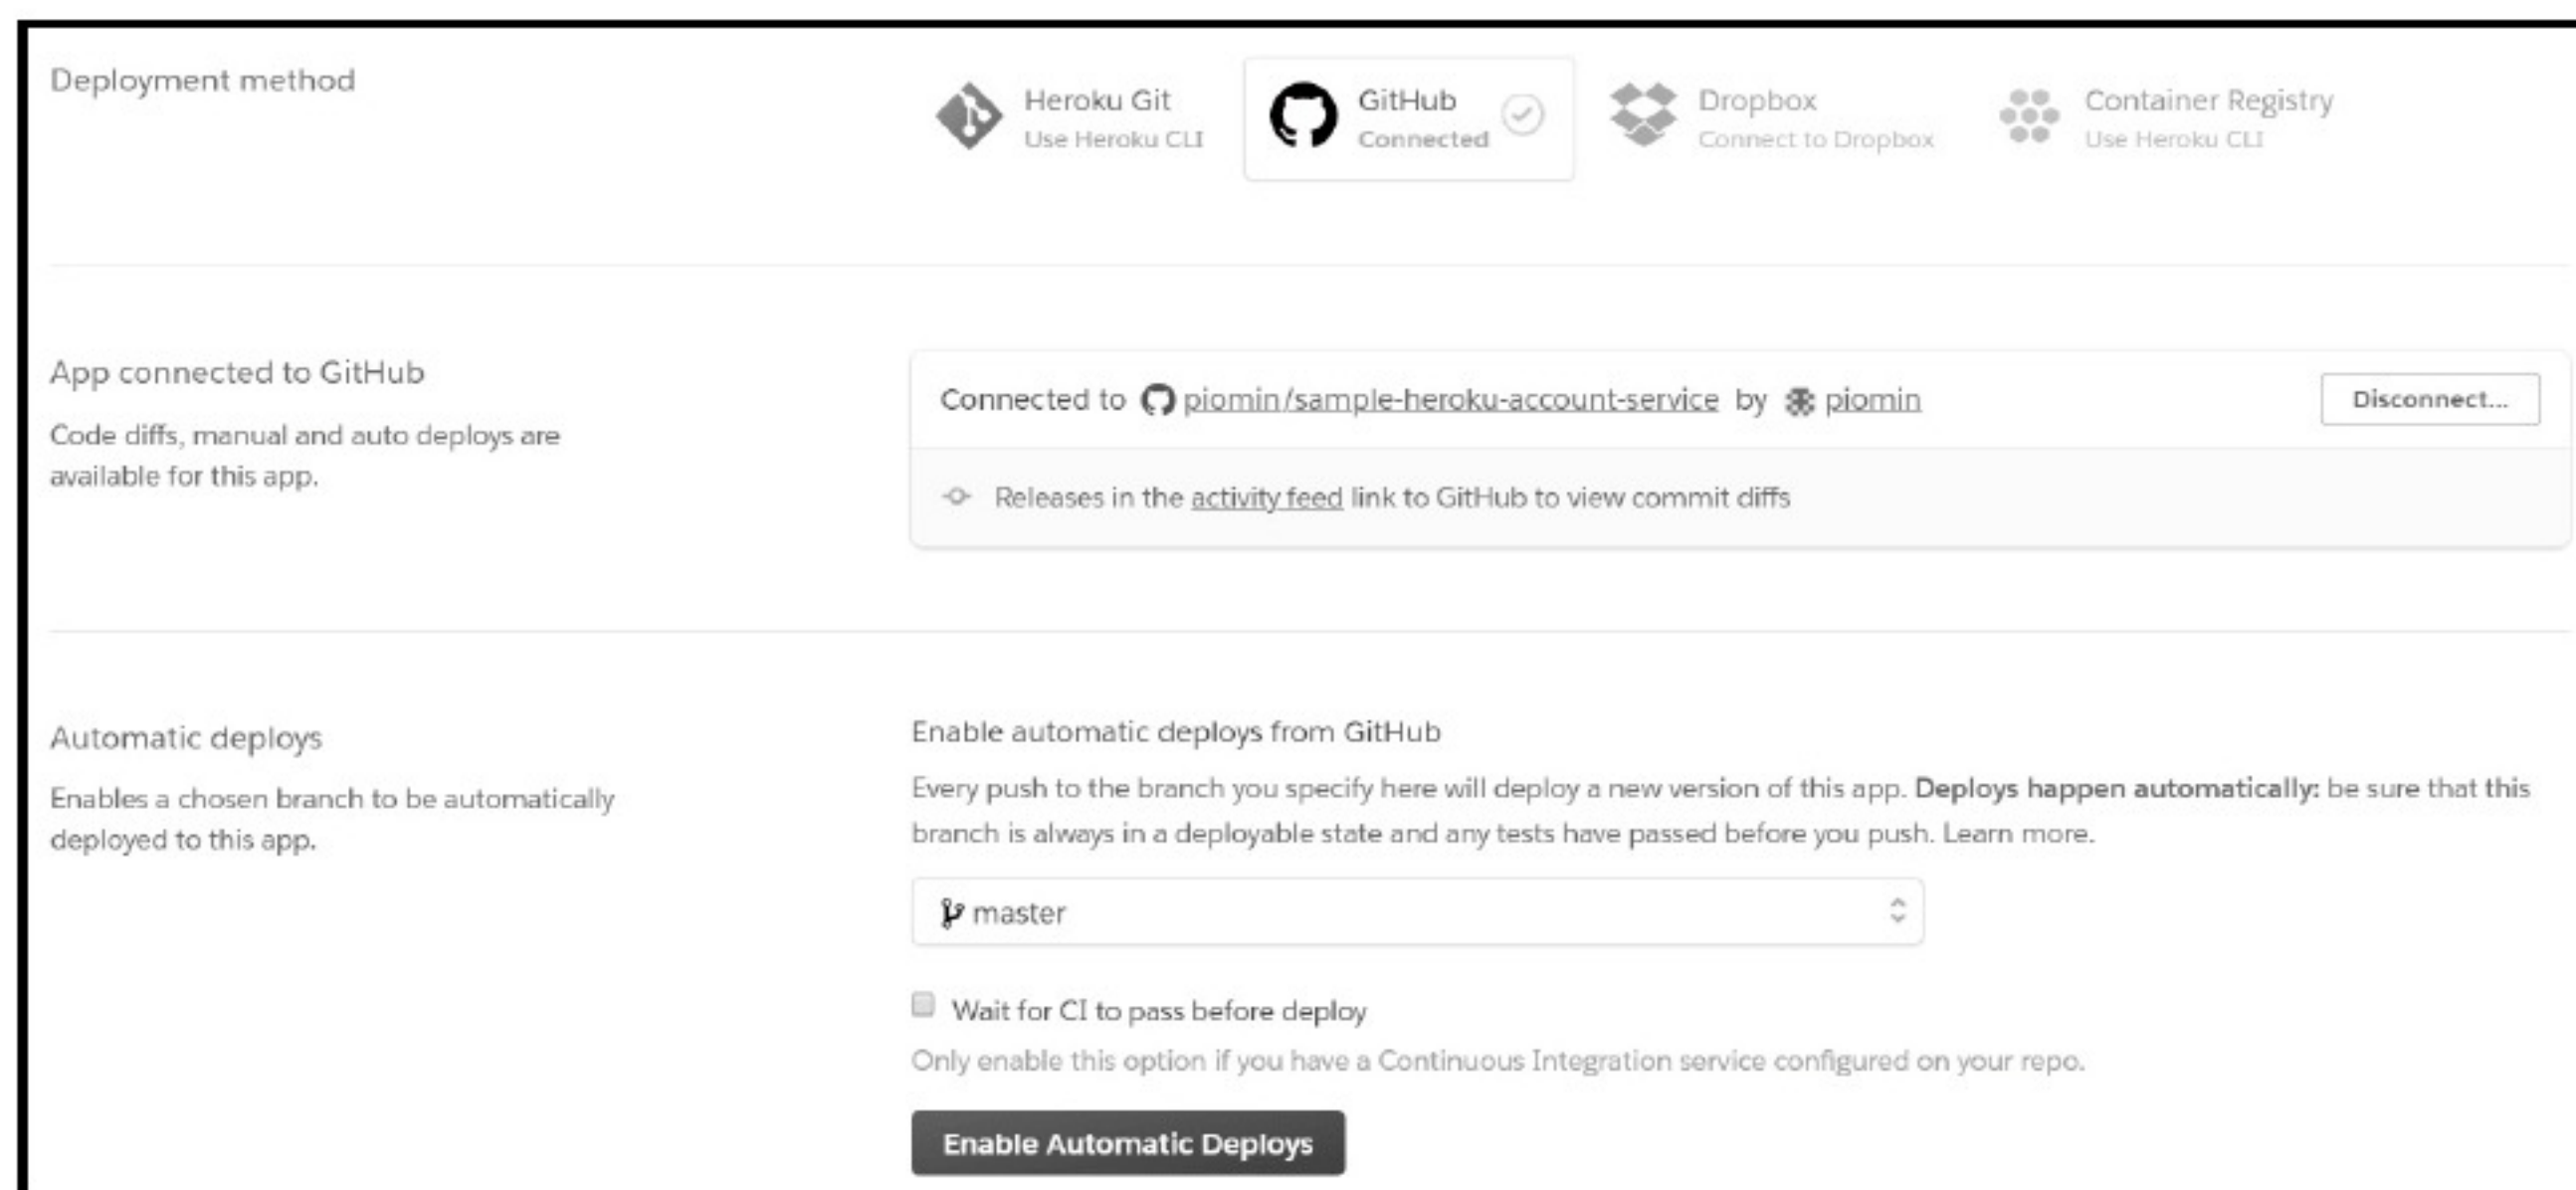 Deployment method
Heroku Git
Use Heroku CLI
GitHub
Connected
Dropbox
Connect to Dropbox
Container Registry
Use Heroku CLI
App connected to GitHub
Code diffs, manual and auto deploys are
available for this app.
Connected to piomin/sample-heroku-account-service by piomin
Disconnect...
Releases in the activity feed link to GitHub to view commit diffs
Automatic deploys
Enables a chosen branch to be automatically
deployed to this app.
Enable automatic deploys from GitHub
Every push to the branch you specify here will deploy a new version of this app. Deploys happen automatically: be sure that this
branch is always in a deployable state and any tests have passed before you push. Learn more.
master
Wait for CI to pass before deploy
Only enable this option if you have a Continuous Integration service configured on your repo.
Enable Automatic Deploys